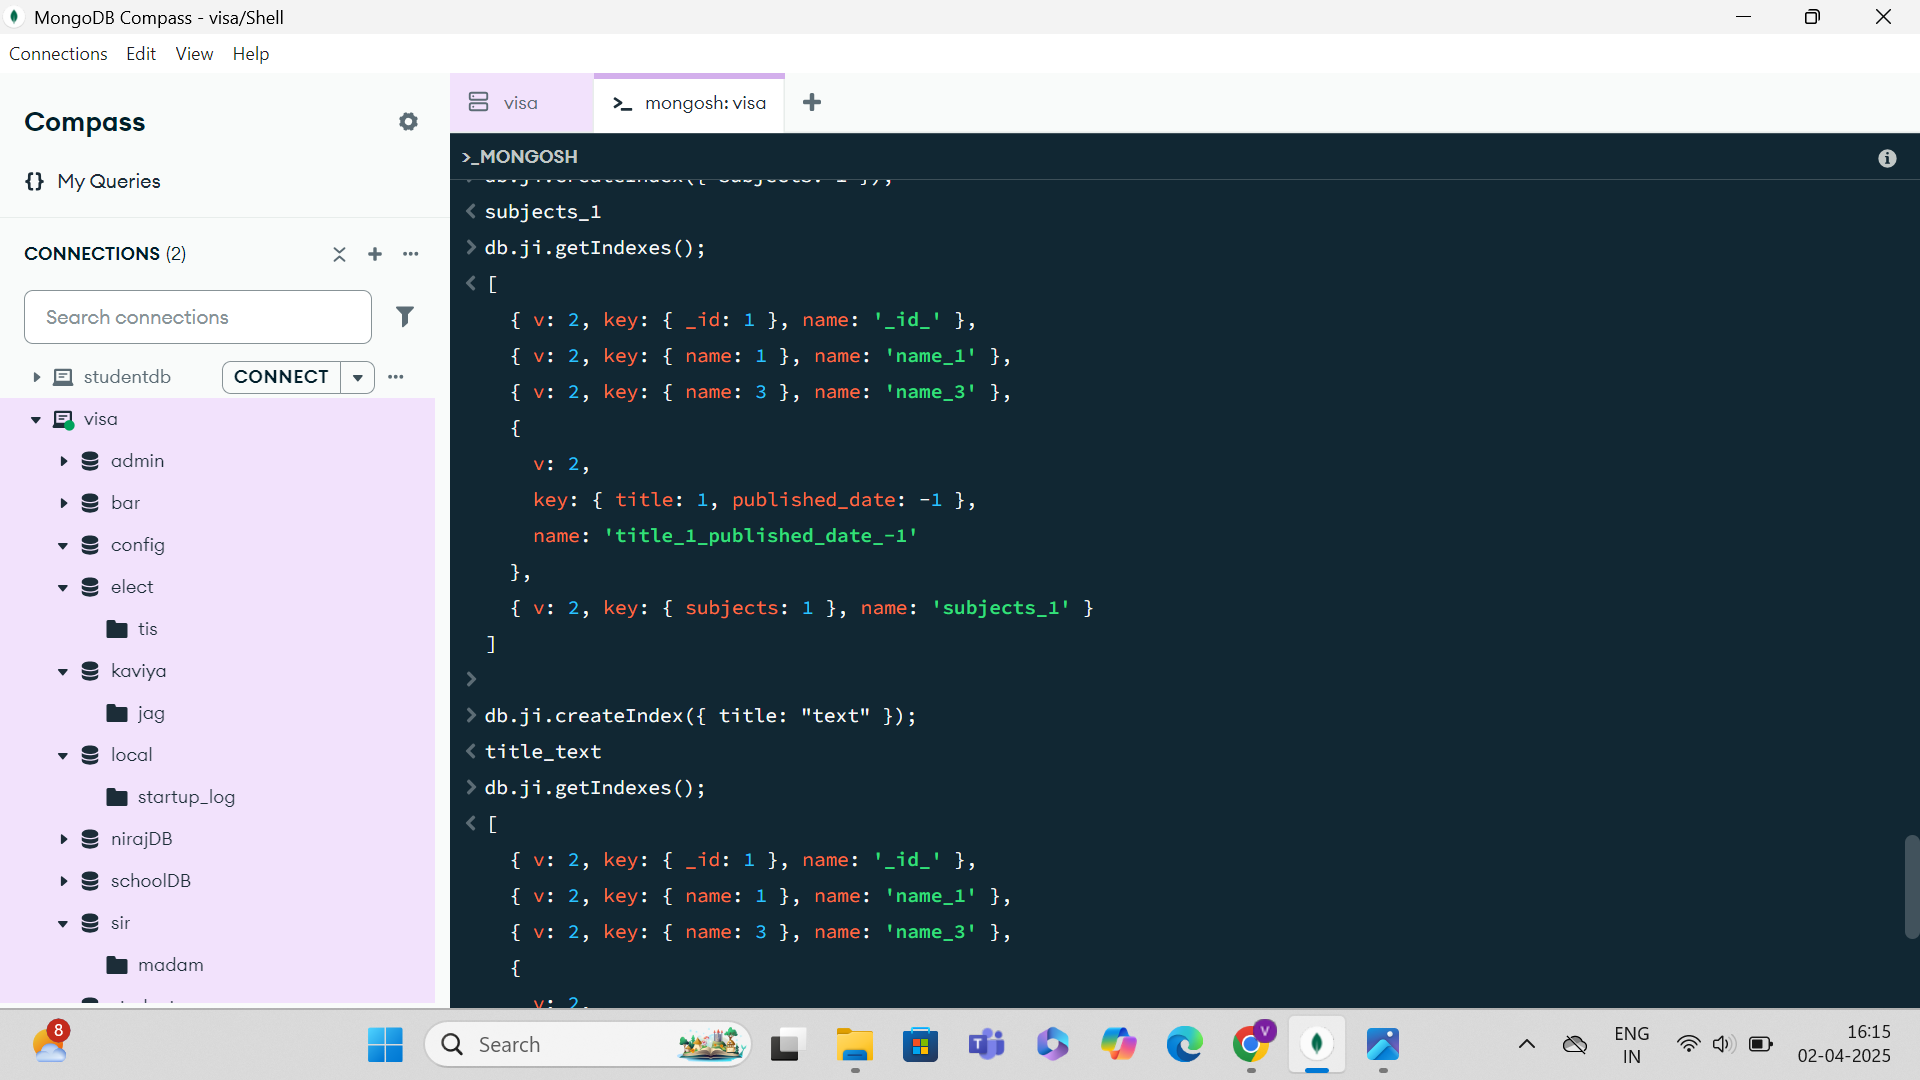 MongoDB Compass - visa/Shell
Connections Edit View Help
Compass
{} My Queries
CONNECTIONS (2)
Search connections
studentdb
CONNECT
visa
admin
bar
config
elect
tis
kaviya
jag
local
startup_log
nirajDB
schoolDB
sir
madam
visa
>_ mongosh: visa
>_MONGOSH
db.ji.createIndex({ subjects: 1 });
subjects_1
> db.ji.getIndexes();
< [
{ v: 2, key: { _id: 1 }, name: '_id_' },
{ v: 2, key: { name: 1 }, name: 'name_1' },
{ v: 2, key: { name: 3 }, name: 'name_3' },
{
v: 2,
key: { title: 1, published_date: -1 },
name: 'title_1_published_date_-1'
},
{ v: 2, key: { subjects: 1 }, name: 'subjects_1' }
]
>
> db.ji.createIndex({ title: "text" });
< title_text
> db.ji.getIndexes();
< [
{ v: 2, key: { _id: 1 }, name: '_id_' },
{ v: 2, key: { name: 1 }, name: 'name_1' },
{ v: 2, key: { name: 3 }, name: 'name_3' },
{
v: 2,
8
Search
V
ENG
IN
16:15
02-04-2025